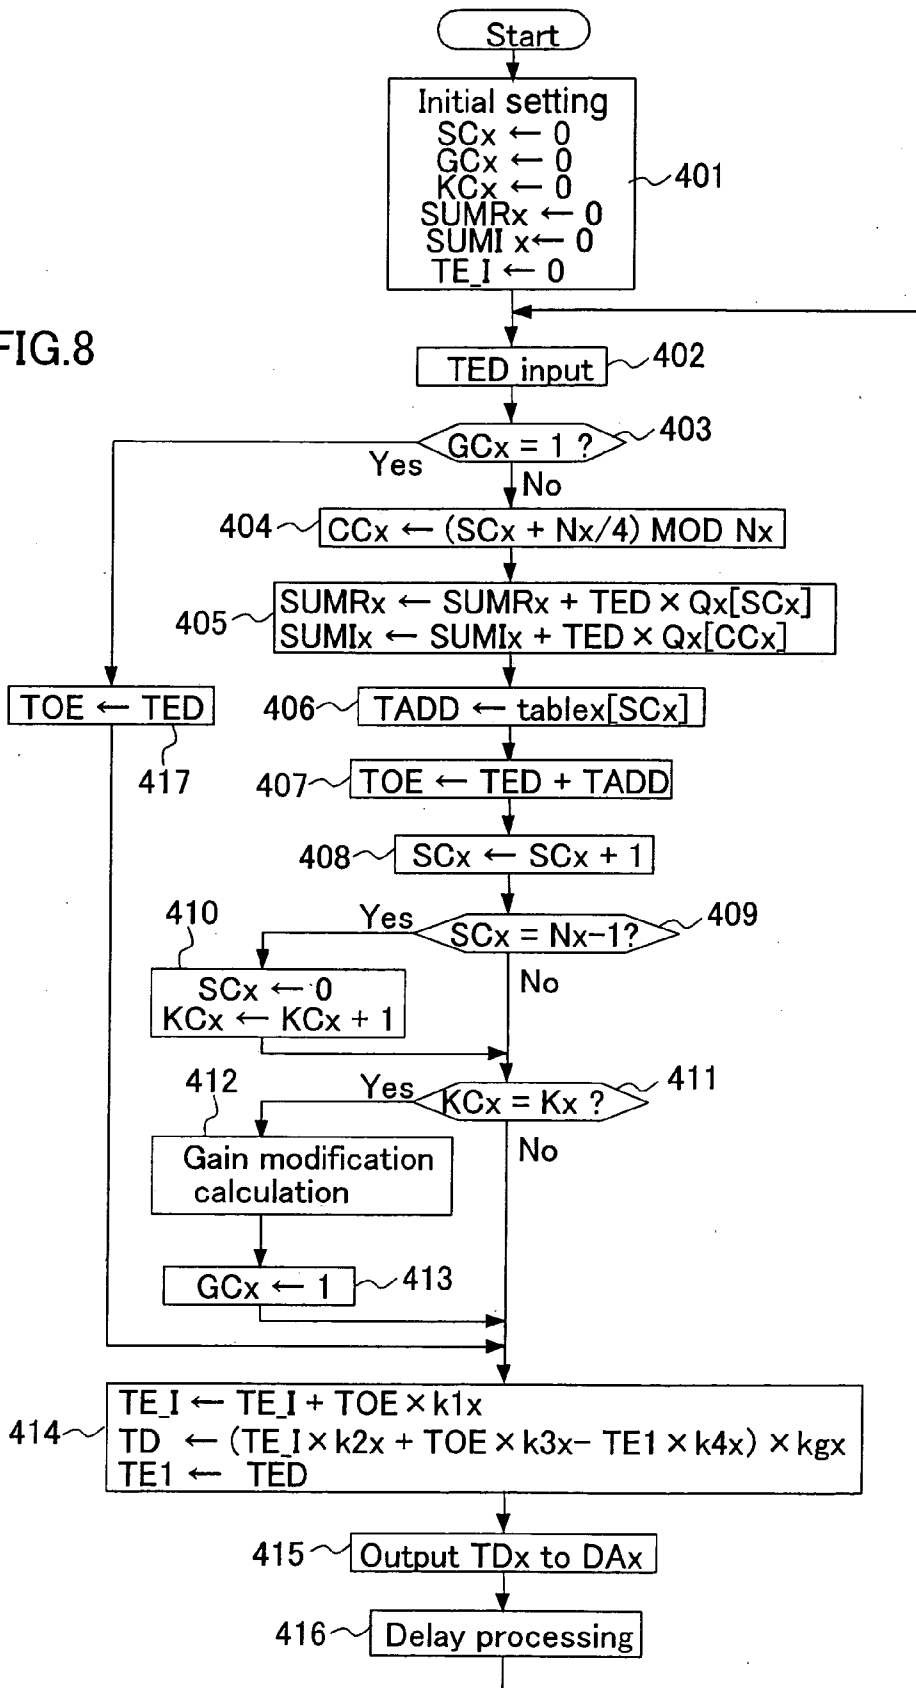 Start
Initial setting
SCx ← 0
GCx ← 0
KCx ← 0
SUMRx ← 0
SUMI x← 0
TE_I ← 0
401
FIG.8
TED input
402
GCx = 1 ?
403
Yes
No
404
CCx ← (SCx + Nx/4) MOD Nx
405
SUMRx ← SUMRx + TED × Qx[SCx]
SUMIx ← SUMIx + TED × Qx[CCx]
TOE ← TED
417
406
TADD ← tablex[SCx]
407
TOE ← TED + TADD
408
SCx ← SCx + 1
410
Yes
SCx = Nx-1?
409
No
SCx ← 0
KCx ← KCx + 1
412
Yes
KCx = Kx ?
411
No
Gain modification
calculation
GCx ← 1
413
414
TE_I ← TE_I + TOE × k1x
TD ← (TE_I × k2x + TOE × k3x- TE1 × k4x) × kgx
TE1 ← TED
415
Output TDx to DAx
416
Delay processing